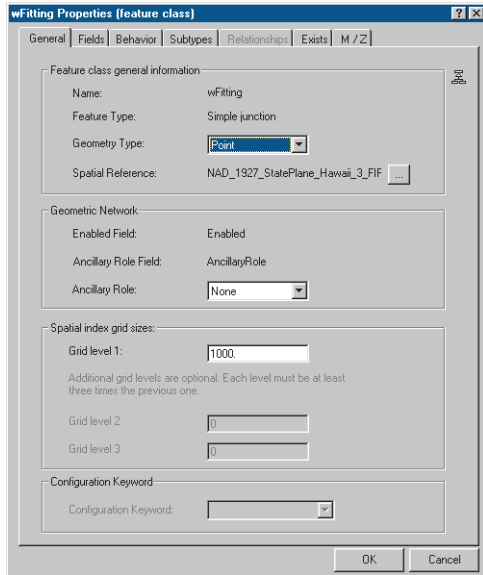 wFitting Properties (feature class)
General Fields Behavior Subtypes Relationships Exists M / Z
Feature class general information
Name: wFitting
Feature Type: Simple junction
Geometry Type: Point
Spatial Reference: NAD_1927_StatePlane_Hawaii_3_FIF ...
Geometric Network
Enabled Field: Enabled
Ancillary Role Field: AncillaryRole
Ancillary Role: None
Spatial index grid sizes:
Grid level 1: 1000.
Additional grid levels are optional. Each level must be at least
three times the previous one.
Grid level 2 0
Grid level 3 0
Configuration Keyword
Configuration Keyword:
OK Cancel